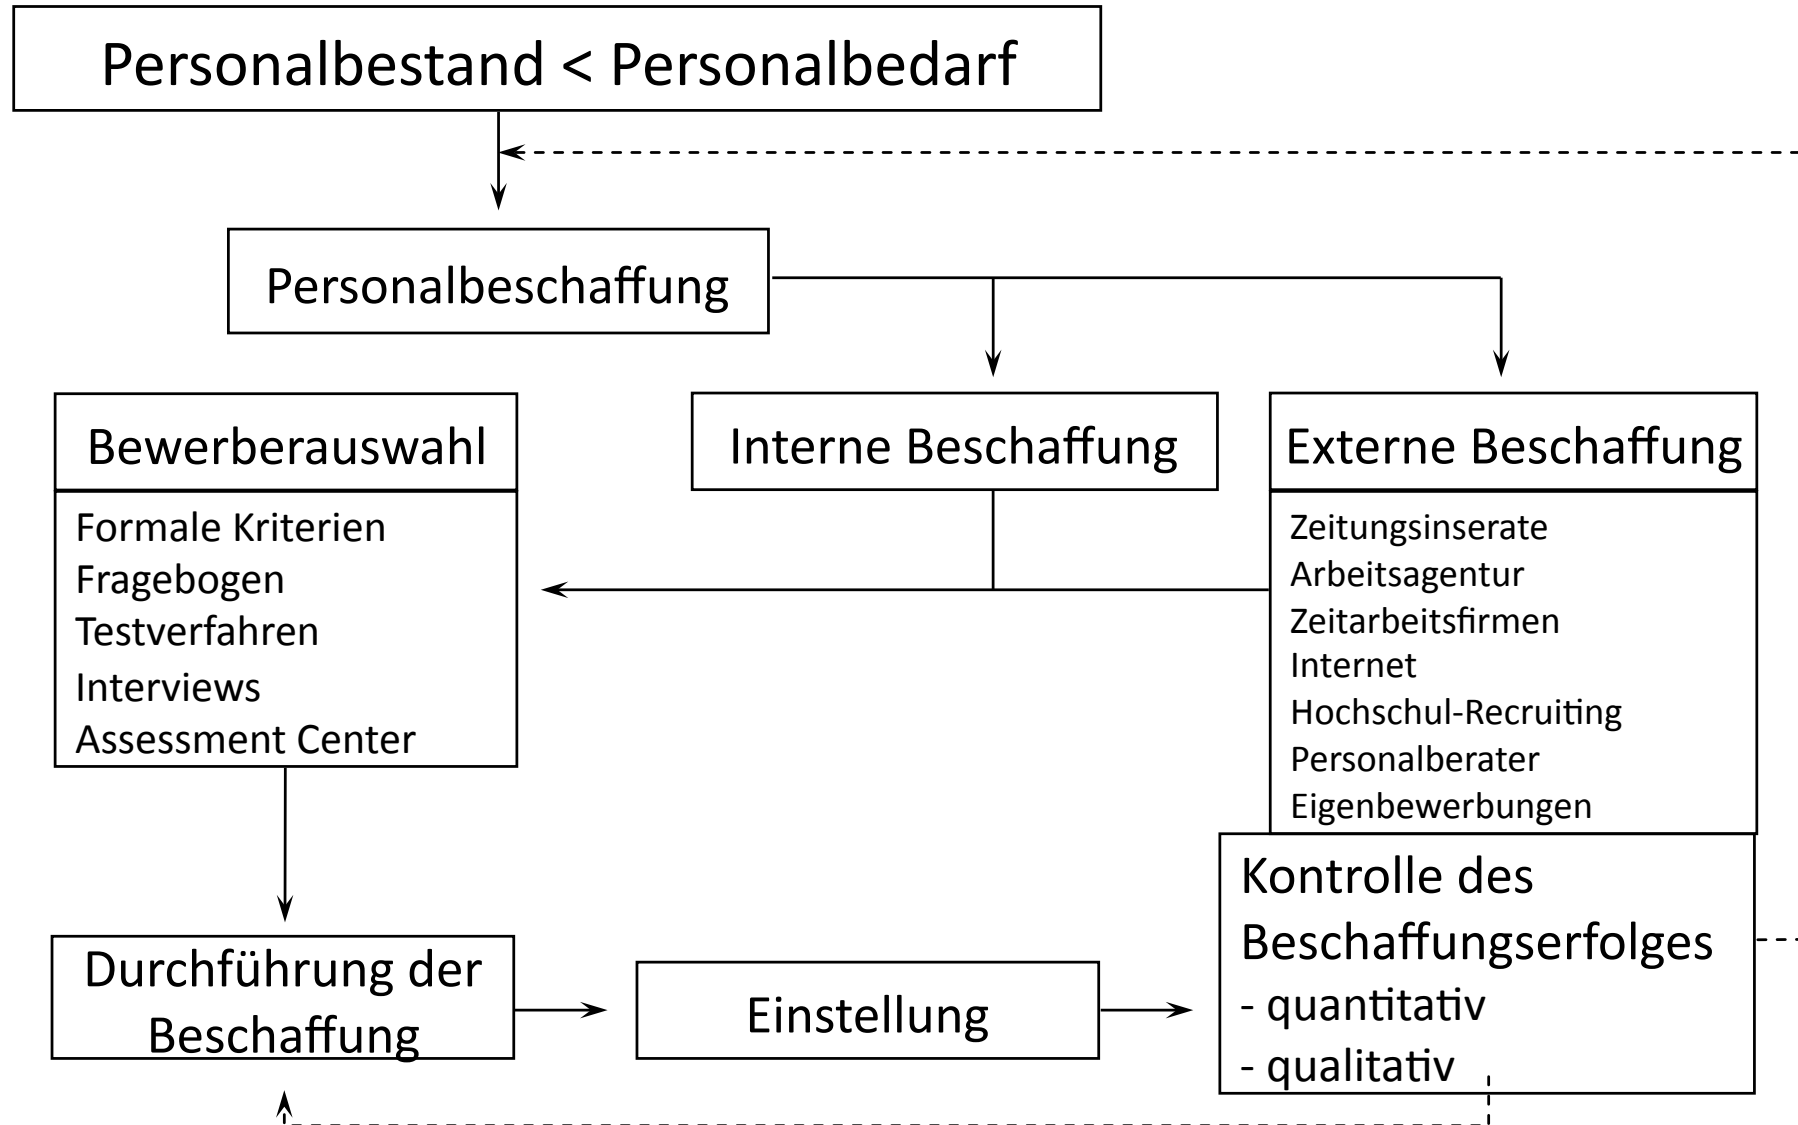 Personalbestand < Personalbedarf
Personalbeschaffung
Bewerberauswahl
Formale Kriterien
Fragebogen
Testverfahren
Interviews
Assessment Center
Interne Beschaffung
Externe Beschaffung
Zeitungsinserate
Arbeitsagentur
Zeitarbeitsfirmen
Internet
Hochschul-Recruiting
Personalberater
Eigenbewerbungen
Durchführung der
Beschaffung
Einstellung
Kontrolle des
Beschaffungserfolges
- quantitativ
- qualitativ